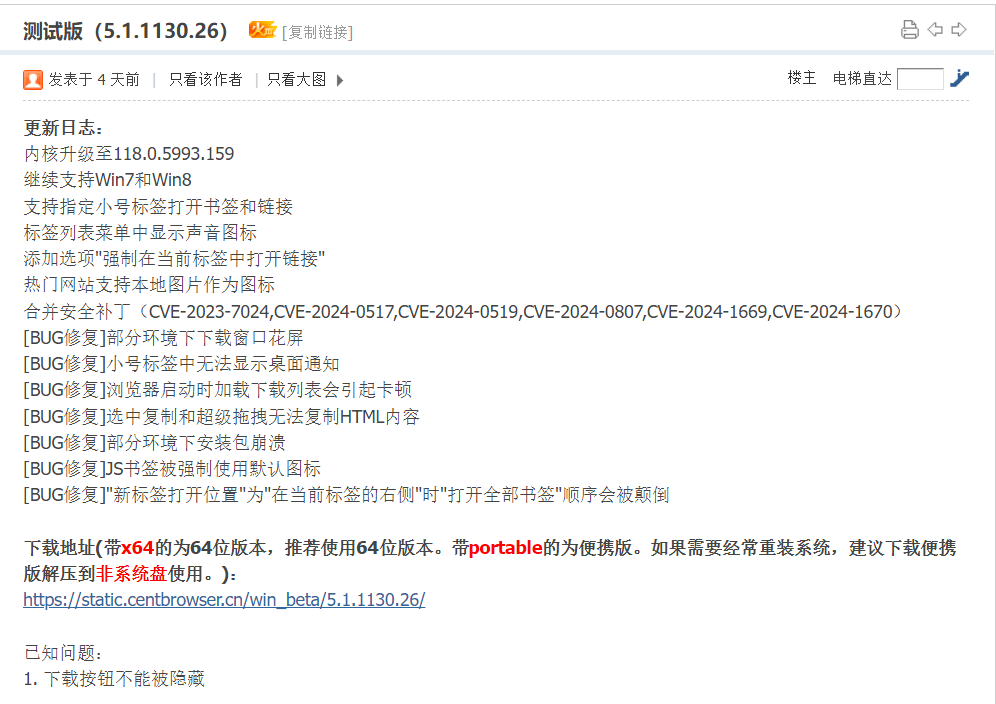 测试版（5.1.1130.26） 火帖 [复制链接]
发表于 4 天前 | 只看该作者 | 只看大图
楼主 电梯直达
更新日志：
内核升级至118.0.5993.159
继续支持Win7和Win8
支持指定小号标签打开书签和链接
标签列表菜单中显示声音图标
添加选项"强制在当前标签中打开链接"
热门网站支持本地图片作为图标
合并安全补丁（CVE-2023-7024,CVE-2024-0517,CVE-2024-0519,CVE-2024-0807,CVE-2024-1669,CVE-2024-1670）
[BUG修复]部分环境下下载窗口花屏
[BUG修复]小号标签中无法显示桌面通知
[BUG修复]浏览器启动时加载下载列表会引起卡顿
[BUG修复]选中复制和超级拖拽无法复制HTML内容
[BUG修复]部分环境下安装包崩溃
[BUG修复]JS书签被强制使用默认图标
[BUG修复]"新标签打开位置"为"在当前标签的右侧"时"打开全部书签"顺序会被颠倒
下载地址(带x64的为64位版本，推荐使用64位版本。带portable的为便携版。如果需要经常重装系统，建议下载便携
版解压到非系统盘使用。)：
https://static.centbrowser.cn/win_beta/5.1.1130.26/
已知问题：
1. 下载按钮不能被隐藏